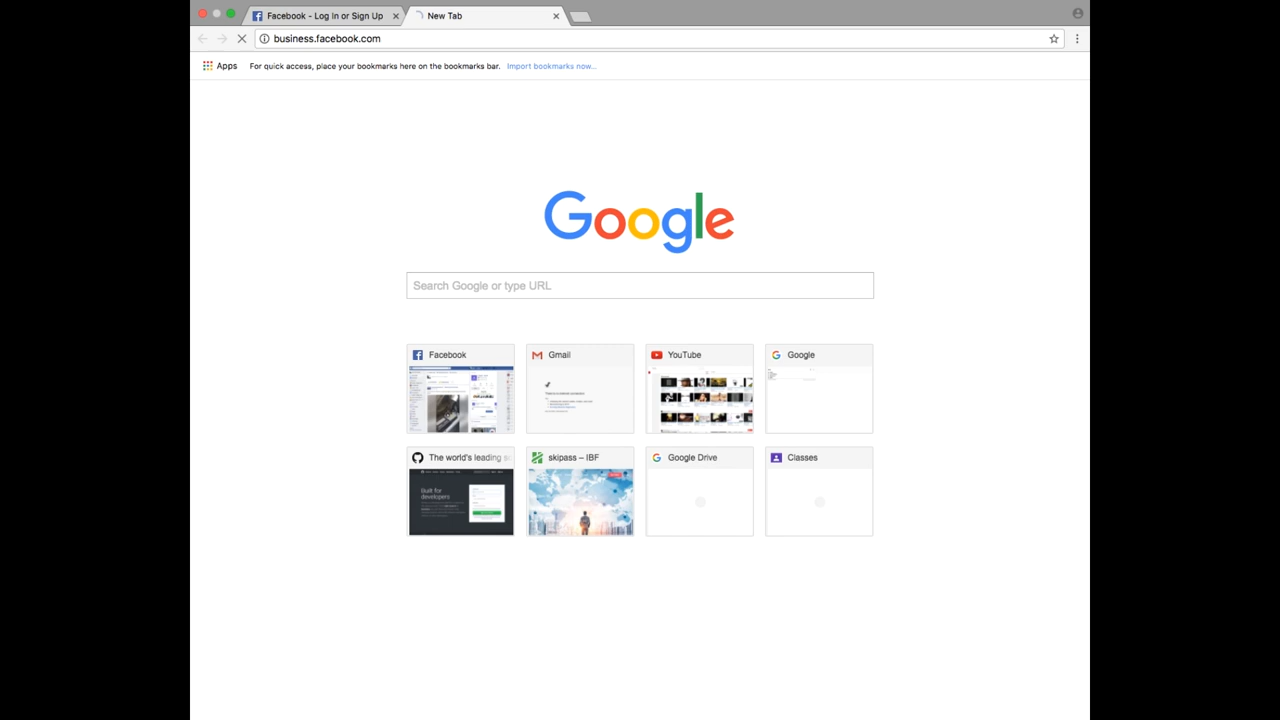 Facebook - Log In or Sign Up
New Tab
business.facebook.com
Apps
For quick access, place your bookmarks here on the bookmarks bar. Import bookmarks now...
Google
Search Google or type URL
Facebook
Gmail
YouTube
Google
The world's leading
skipass – IBF
Google Drive
Classes
Built for
developers